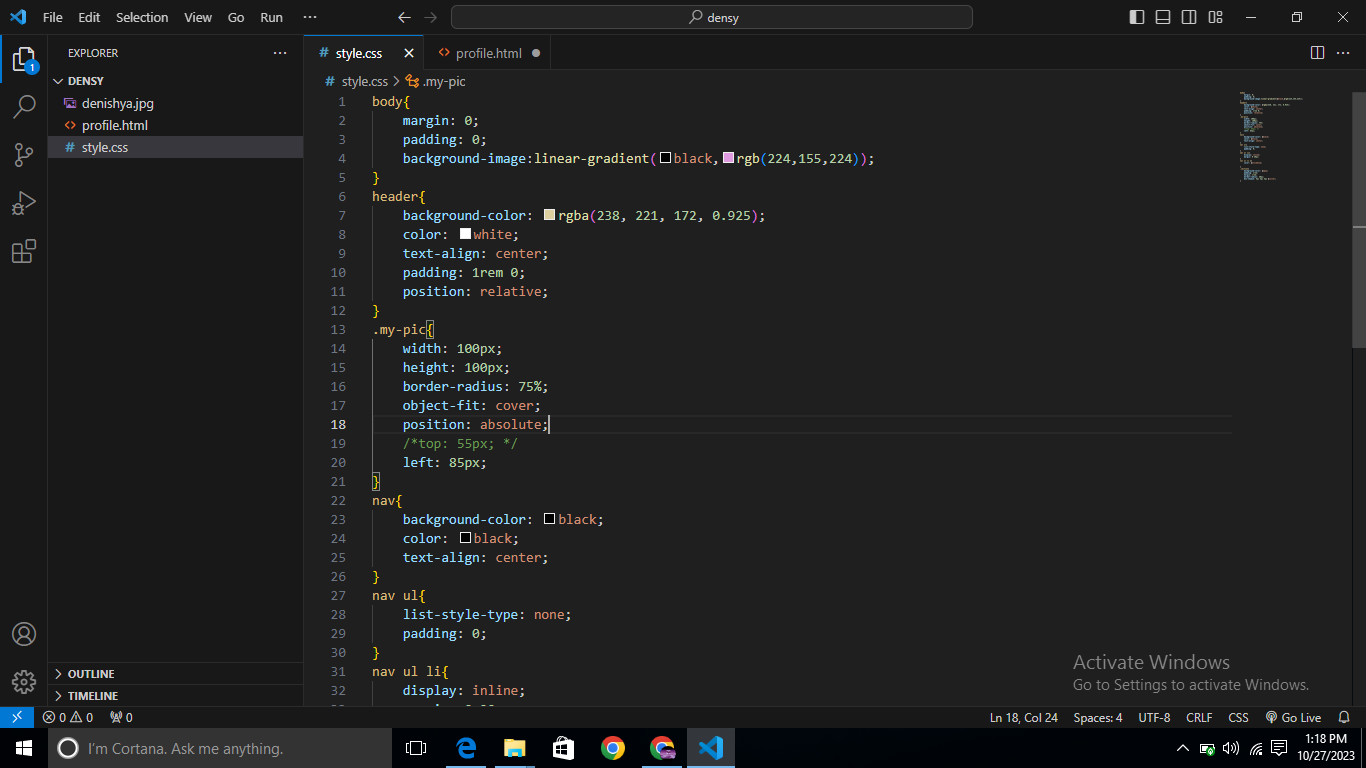 File Edit Selection View Go Run ··· densy
EXPLORER ···
DENSY
denishya.jpg
profile.html
style.css
OUTLINE
TIMELINE
style.css profile.html
style.css > .my-pic
1 body{
2 margin: 0;
3 padding: 0;
4 background-image:linear-gradient(black,rgb(224,155,224));
5 }
6 header{
7 background-color: rgba(238, 221, 172, 0.925);
8 color: white;
9 text-align: center;
10 padding: 1rem 0;
11 position: relative;
12 }
13 .my-pic{
14 width: 100px;
15 height: 100px;
16 border-radius: 75%;
17 object-fit: cover;
18 position: absolute;
19 /*top: 55px; */
20 left: 85px;
21 }
22 nav{
23 background-color: black;
24 color: black;
25 text-align: center;
26 }
27 nav ul{
28 list-style-type: none;
29 padding: 0;
30 }
31 nav ul li{
32 display: inline;
Activate Windows
Go to Settings to activate Windows.
0 0 0 Ln 18, Col 24 Spaces: 4 UTF-8 CRLF CSS Go Live
I'm Cortana. Ask me anything.
1:18 PM
10/27/2023
1